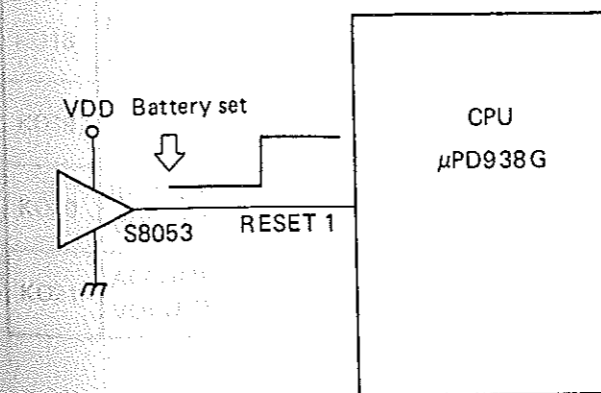 VDD Battery set
CPU
μPD938G
S8053
RESET 1